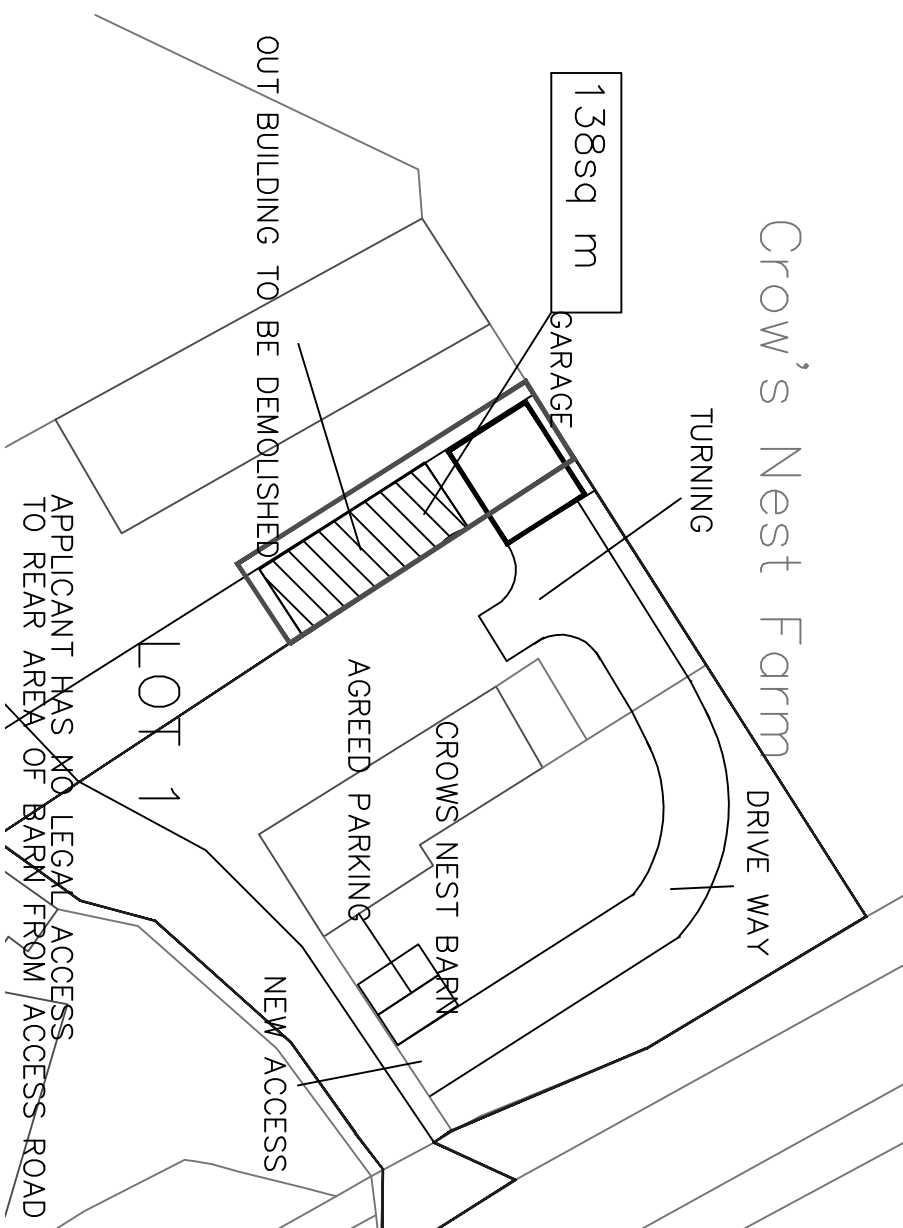 Crow's Nest Farm
138sq m
GARAGE
TURNING
DRIVE WAY
OUT BUILDING TO BE DEMOLISHED
CROWS NEST BARN
AGREED PARKING
NEW ACCESS
LOT 1
APPLICANT HAS NO LEGAL ACCESS
TO REAR AREA OF BARN FROM ACCESS ROAD